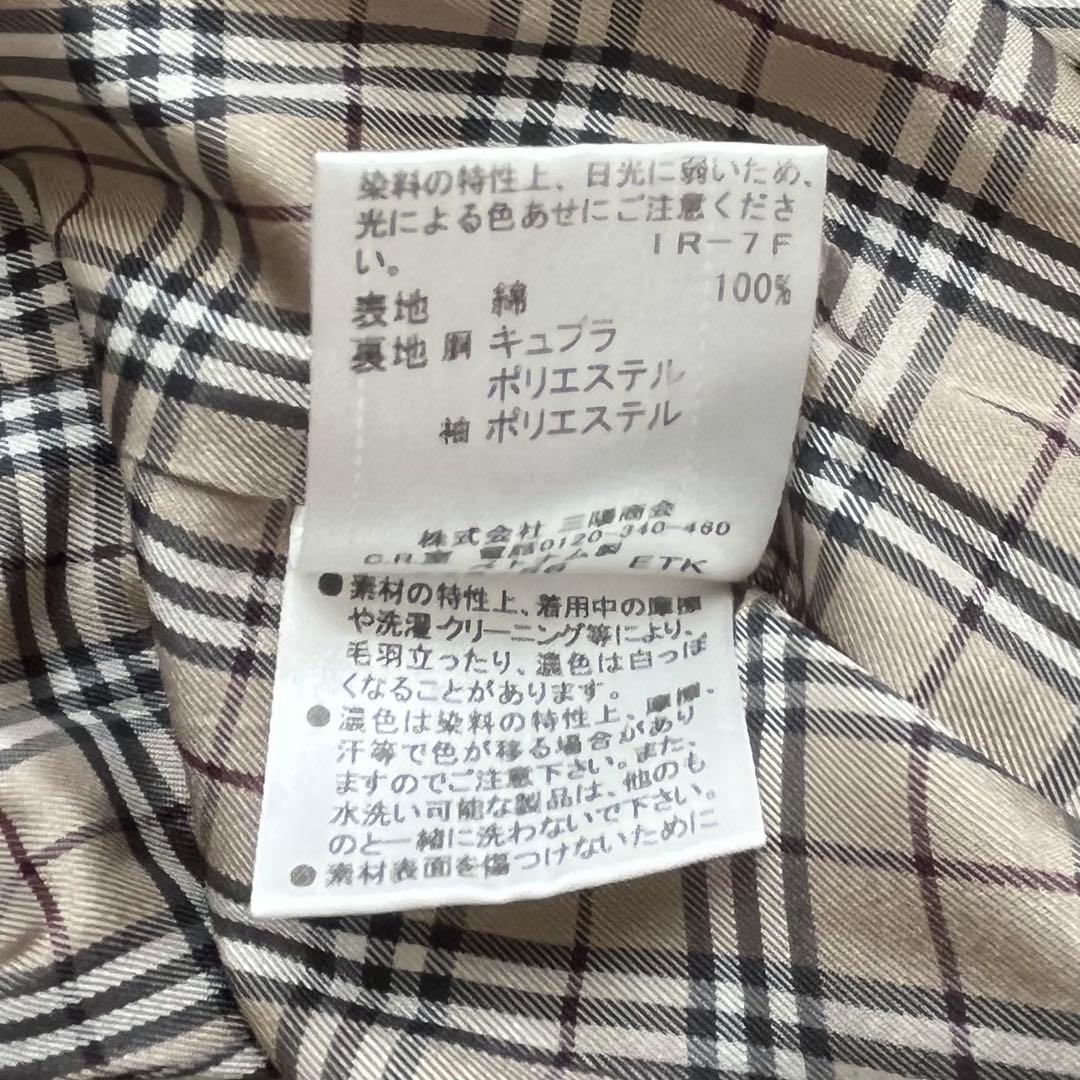 染料の特性上、日光に弱いため、
光による色あせにご注意くださ
い。 IR-7F
表地 綿 100%
裏地 胴 キュプラ
ポリエステル
袖 ポリエステル
株式会社 三陽商会
0120-340-460
ETK
●素材の特性上、着用中の摩擦
や洗濯・クリーニング等により、
毛羽立ったり、濃色は白っぽ
くなることがあります。
●濃色は染料の特性上、摩擦、
汗等で色が移る場合があり
ますのでご注意下さい。また、
水洗い可能な製品は、他のも
のと一緒に洗わないで下さい。
●素材表面を傷つけないために